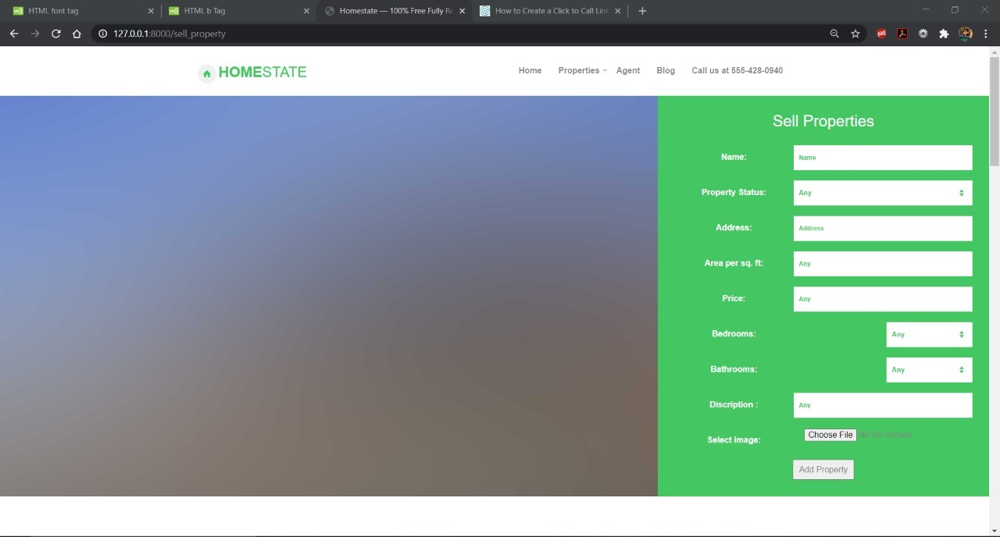 HTML font tag
HTML b Tag
Homestate — 100% Free Fully Re
How to Create a Click to Call Link
127.0.0.1:8000/sell_property
HOMESTATE
Home Properties Agent Blog Call us at 555-428-0940
Sell Properties
Name: Name
Property Status: Any
Address: Address
Area per sq. ft: Any
Price: Any
Bedrooms: Any
Bathrooms: Any
Discription : Any
Select image: Choose File No file chosen
Add Property